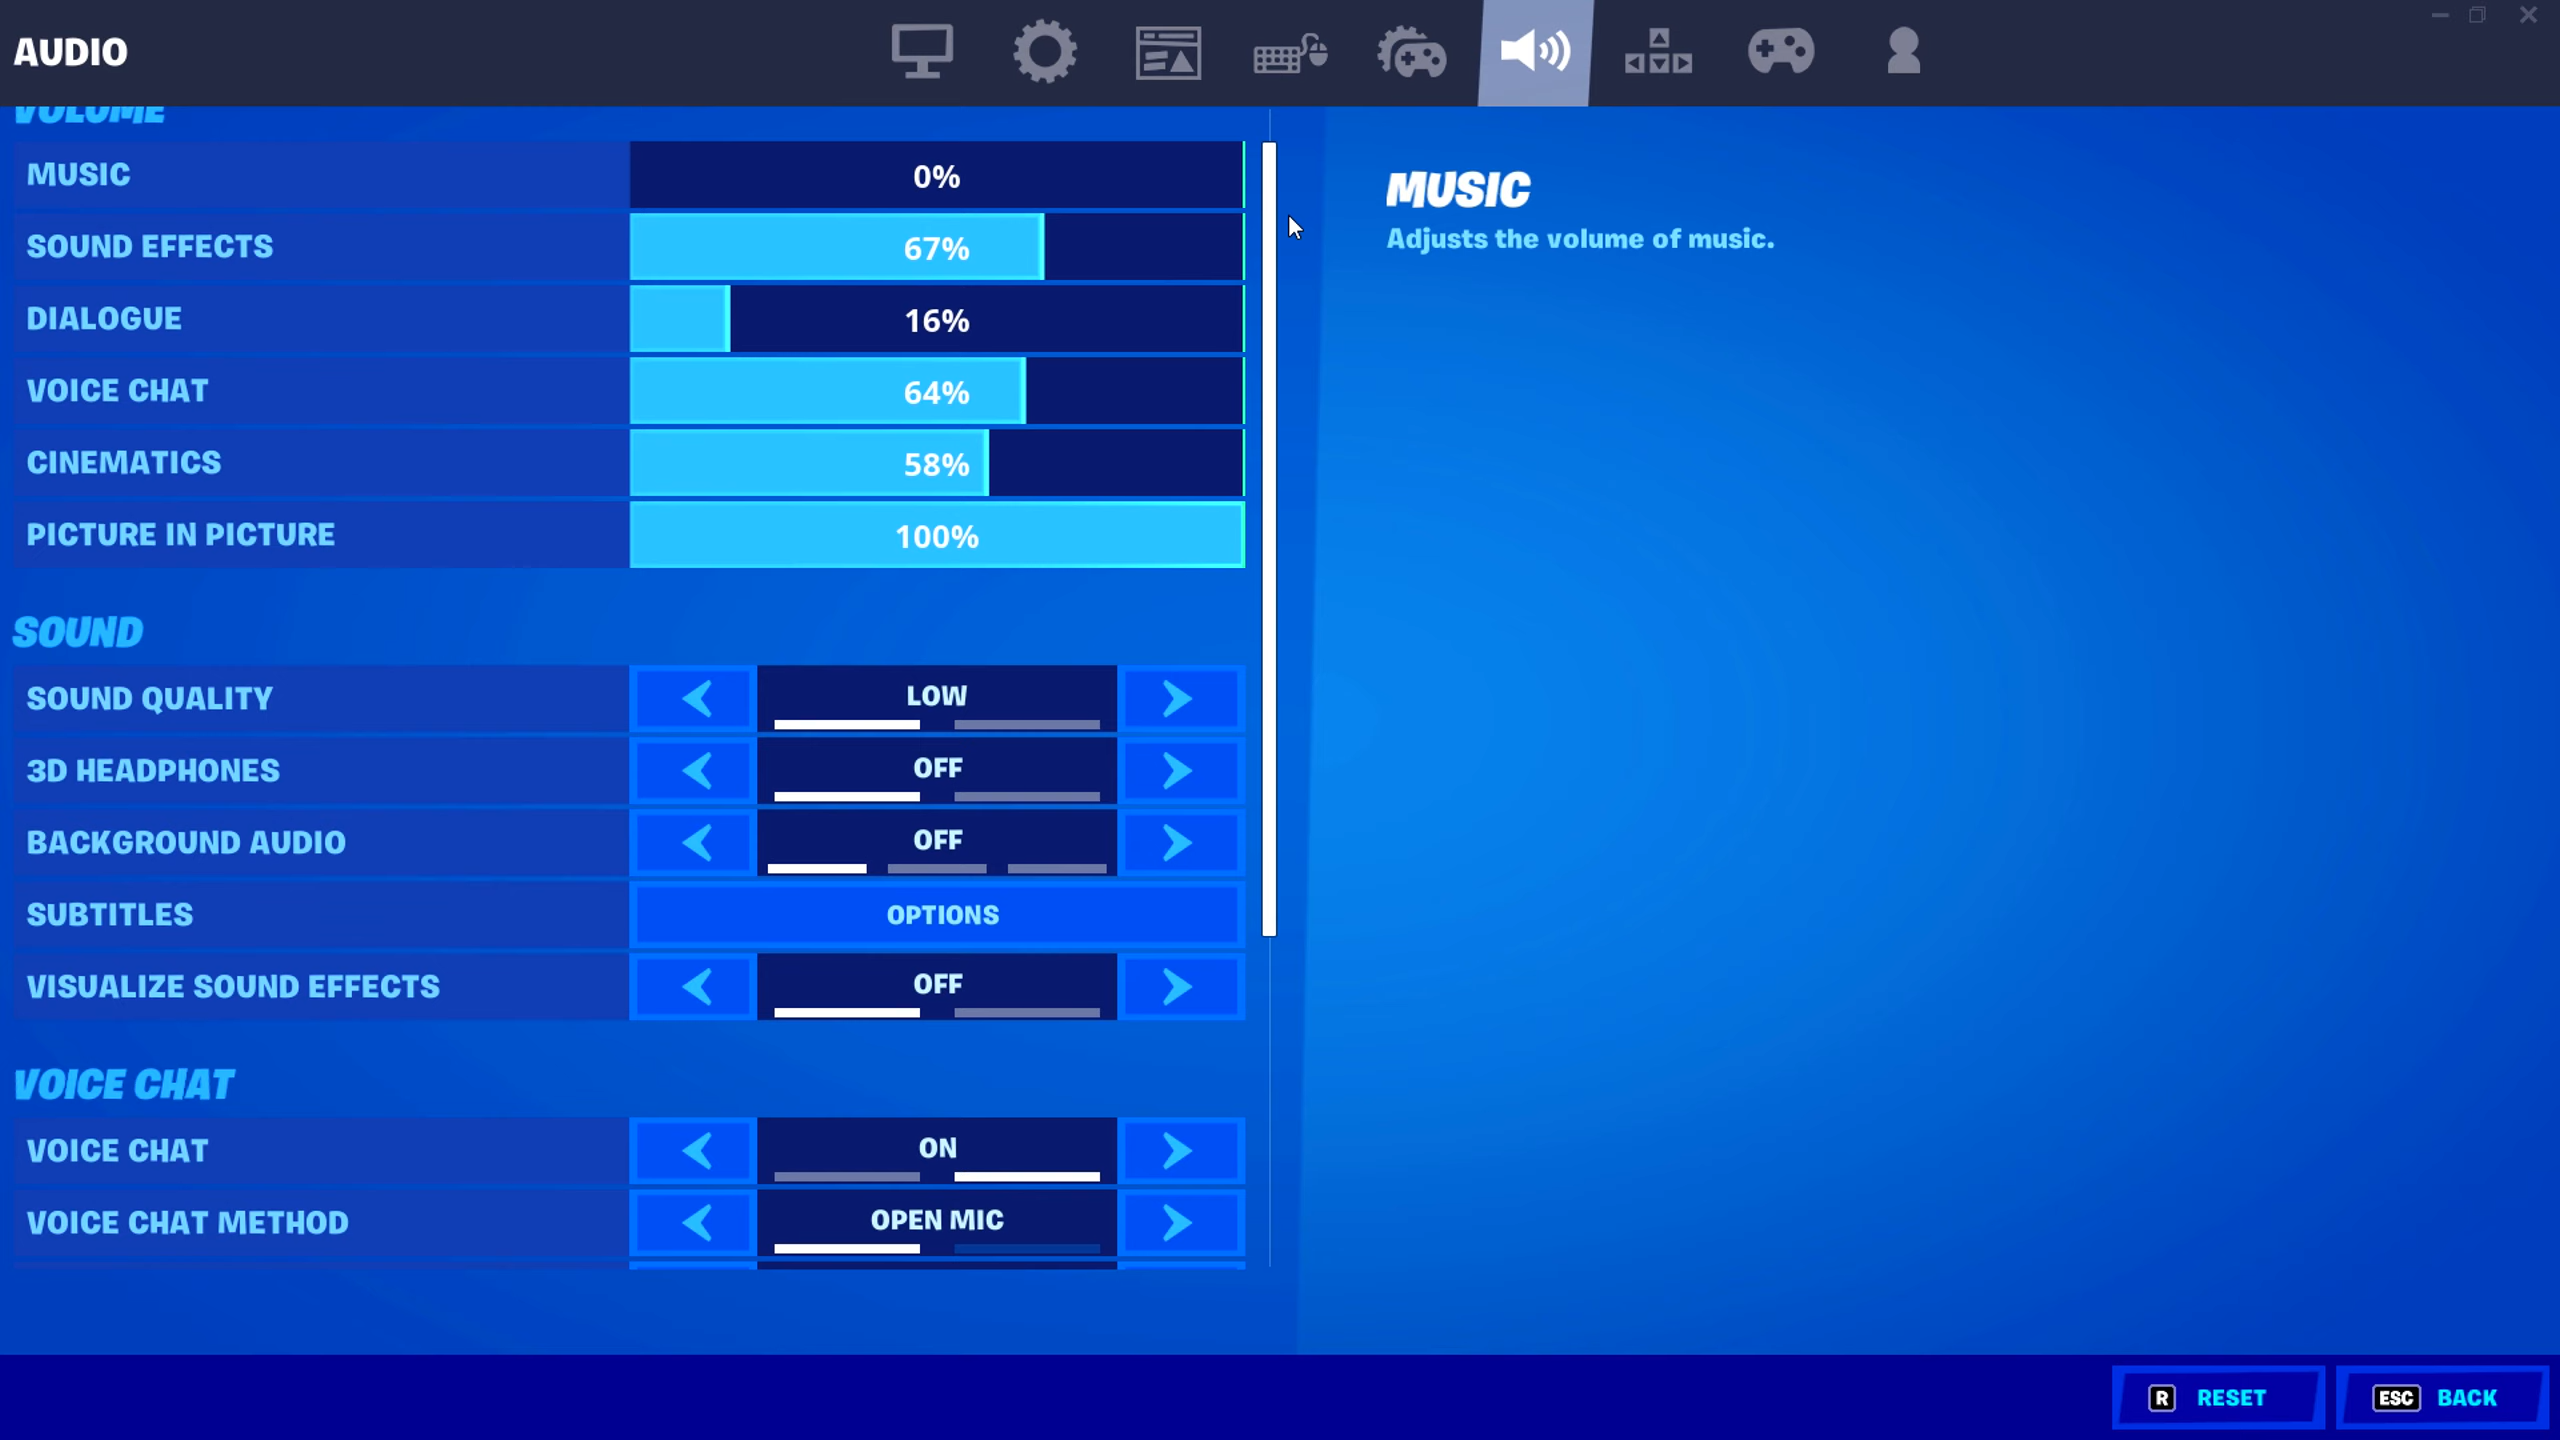 AUDIO
VOLUME
MUSIC
0%
SOUND EFFECTS
67%
DIALOGUE
16%
VOICE CHAT
64%
CINEMATICS
58%
PICTURE IN PICTURE
100%
SOUND
SOUND QUALITY
LOW
3D HEADPHONES
OFF
BACKGROUND AUDIO
OFF
SUBTITLES
OPTIONS
VISUALIZE SOUND EFFECTS
OFF
VOICE CHAT
VOICE CHAT
ON
VOICE CHAT METHOD
OPEN MIC
MUSIC
Adjusts the volume of music.
R RESET
ESC BACK